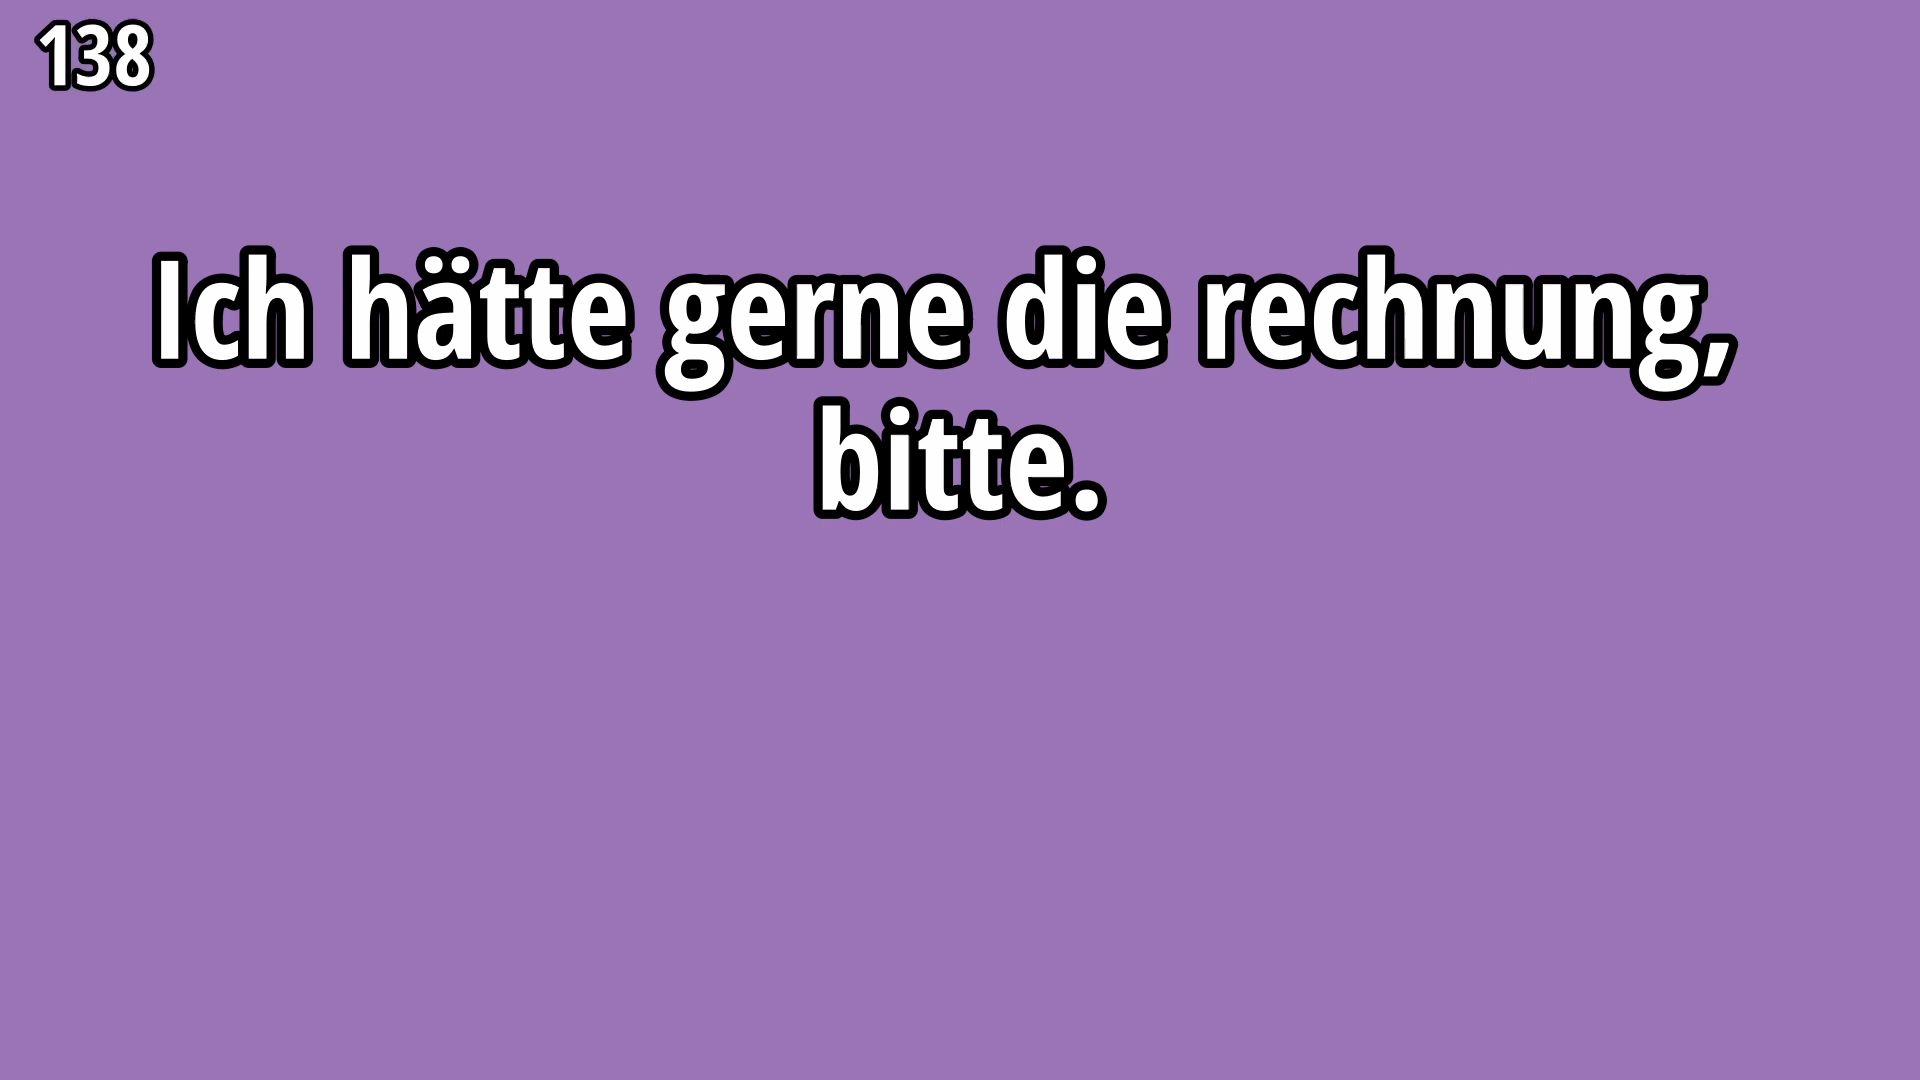 138
Ich hätte gerne die rechnung,
bitte.